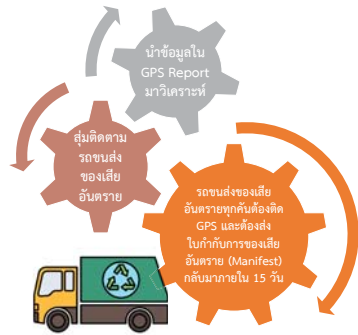 นำข้อมูลใน
GPS Report
มาวิเคราะห์
สุ่มติดตาม
รถขนส่ง
ของเสีย
อันตราย
รถขนส่งของเสีย
อันตรายทุกคันต้องติด
GPS และต้องส่ง
ใบกำกับการของเสีย
อันตราย (Manifest)
กลับมาภายใน 15 วัน